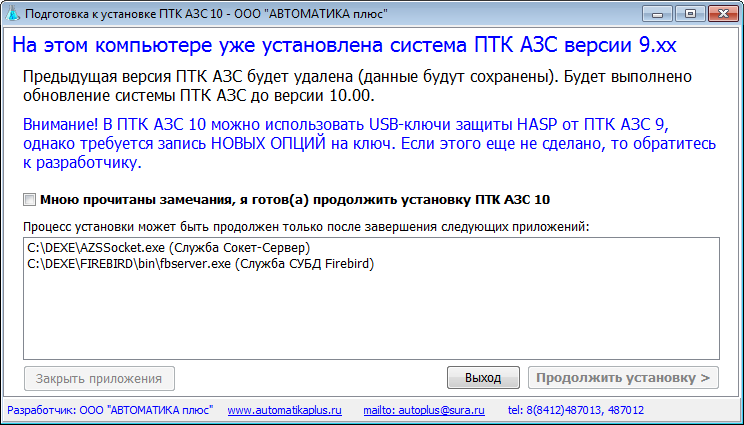 Подготовка к установке ПТК АЗС 10 - ООО "АВТОМАТИКА плюс"
На этом компьютере уже установлена система ПТК АЗС версии 9.xx
Предыдущая версия ПТК АЗС будет удалена (данные будут сохранены). Будет выполнено
обновление системы ПТК АЗС до версии 10.00.
Внимание! В ПТК АЗС 10 можно использовать USB-ключи защиты HASP от ПТК АЗС 9,
однако требуется запись НОВЫХ ОПЦИЙ на ключ. Если этого еще не сделано, то обратитесь
к разработчику.
Мною прочитаны замечания, я готов(а) продолжить установку ПТК АЗС 10
Процесс установки может быть продолжен только после завершения следующих приложений:
C:\DEXE\AZSSocket.exe (Служба Сокет-Сервер)
C:\DEXE\FIREBIRD\bin\fbserver.exe (Служба СУБД Firebird)
Закрыть приложения Выход Продолжить установку >
Разработчик: ООО "АВТОМАТИКА плюс" www.automatikaplus.ru mailto: autoplus@sura.ru tel: 8(8412)487013, 487012